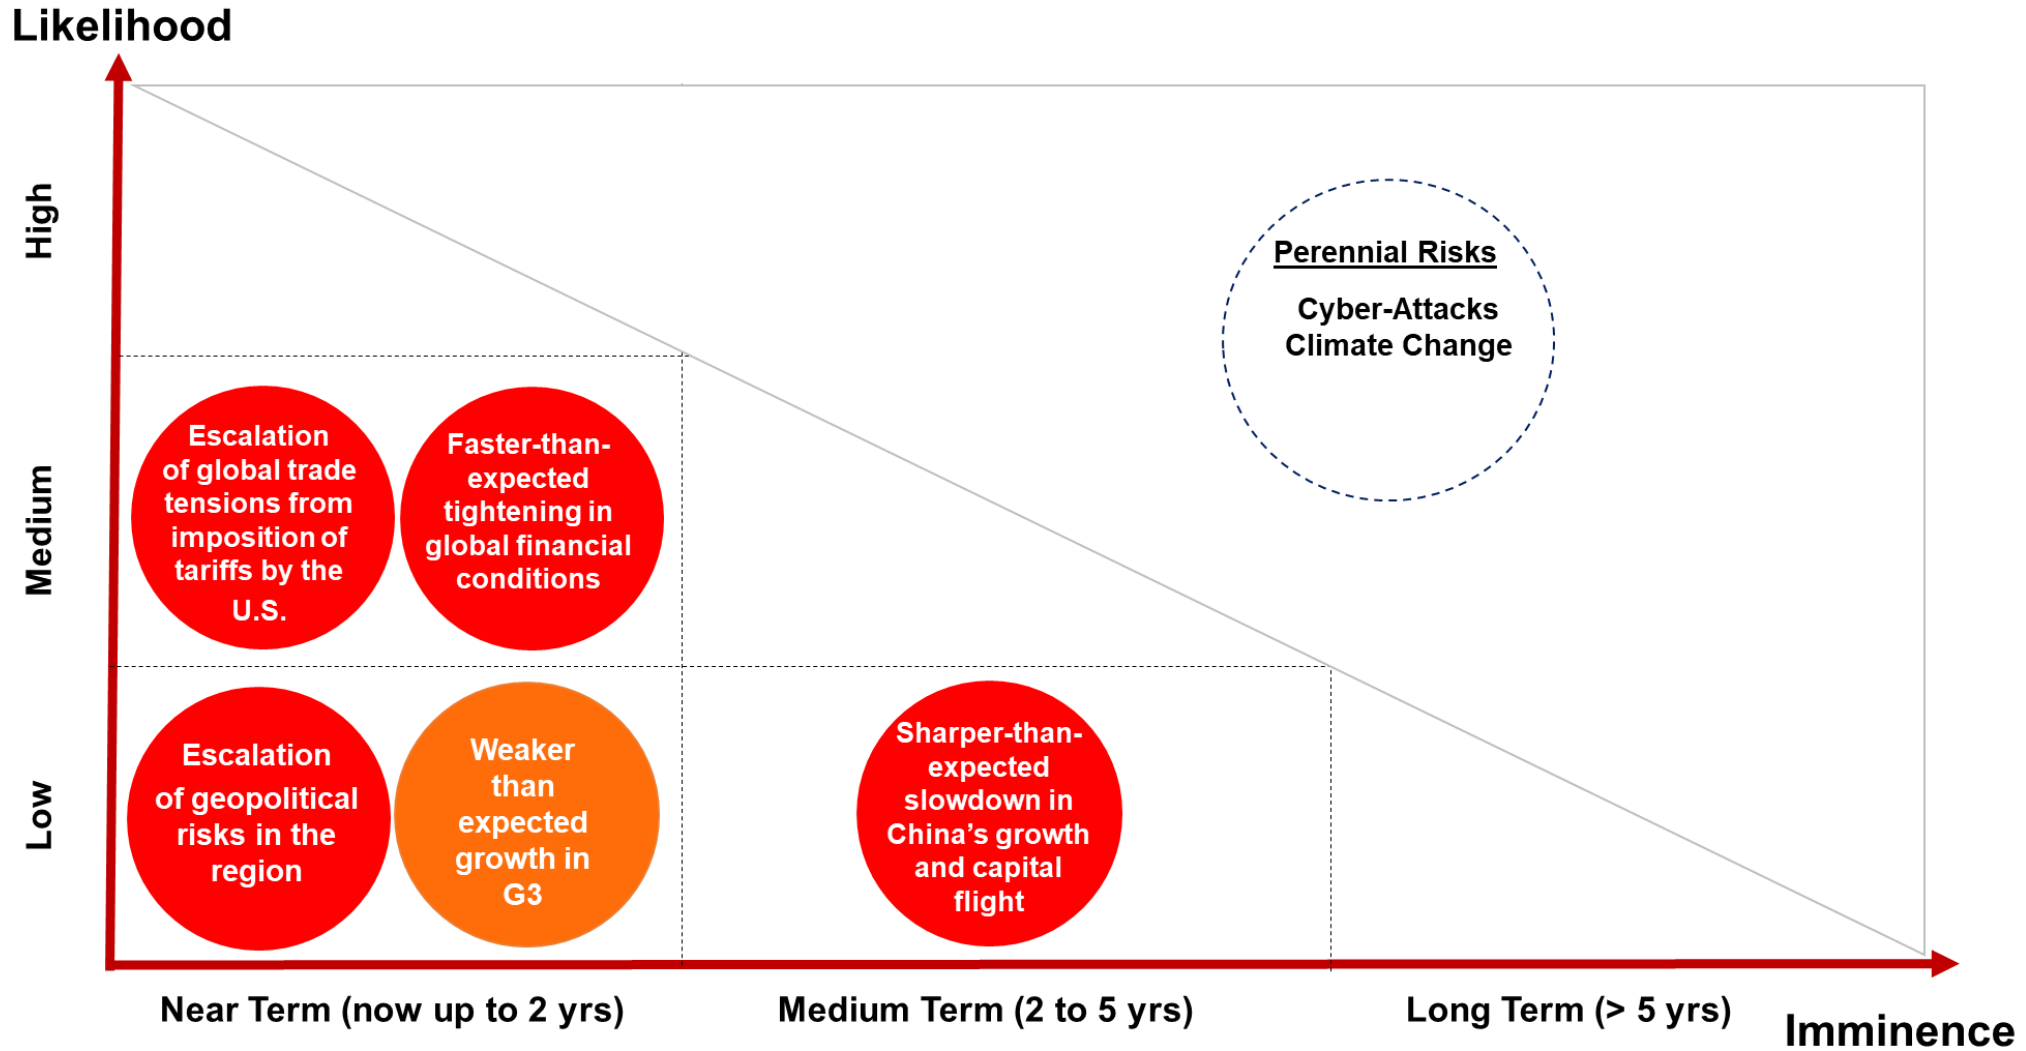 Likelihood
High
Perennial Risks
Cyber-Attacks
Climate Change
Medium
Escalation
of global trade
tensions from
imposition of
tariffs by the
U.S.
Faster-than-
expected
tightening in
global financial
conditions
Low
Escalation
of geopolitical
risks in the
region
Weaker
than
expected
growth in
G3
Sharper-than-
expected
slowdown in
China’s growth
and capital
flight
Near Term (now up to 2 yrs)
Medium Term (2 to 5 yrs)
Long Term (> 5 yrs)
Imminence